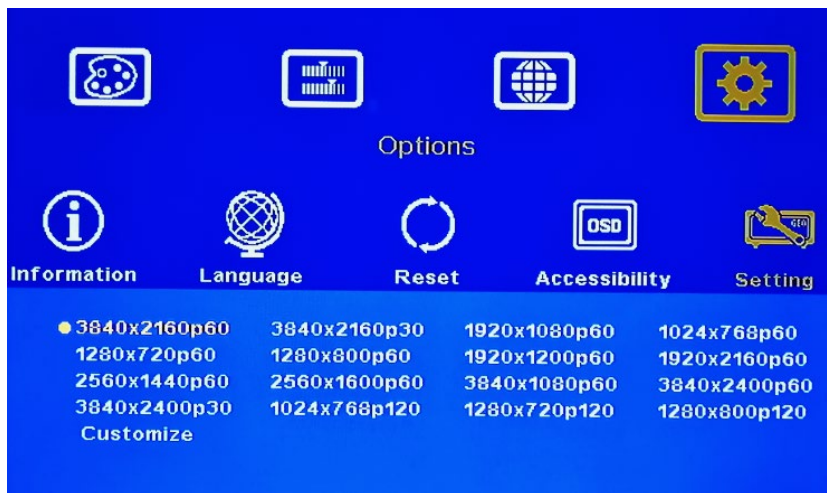 Options
OSD
GEO
Information Language Reset Accessibility Setting
3840x2160p60 3840x2160p30 1920x1080p60 1024x768p60
1280x720p60 1280x800p60 1920x1200p60 1920x2160p60
2560x1440p60 2560x1600p60 3840x1080p60 3840x2400p60
3840x2400p30 1024x768p120 1280x720p120 1280x800p120
Customize